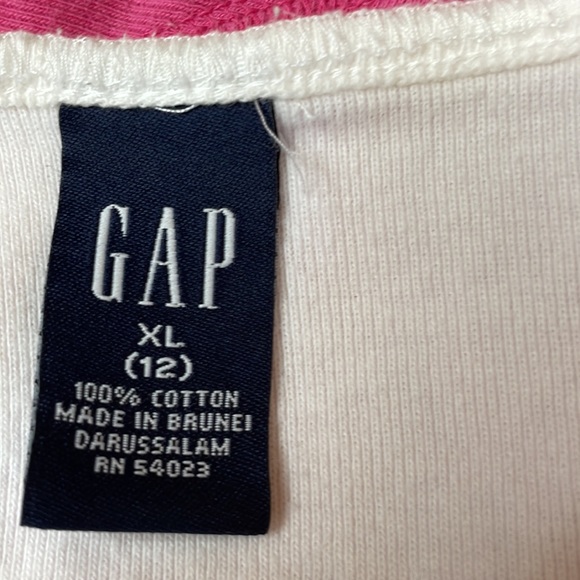 GAP
XL
(12)
100% COTTON
MADE IN BRUNEI
DARUSSALAM
RN 54023